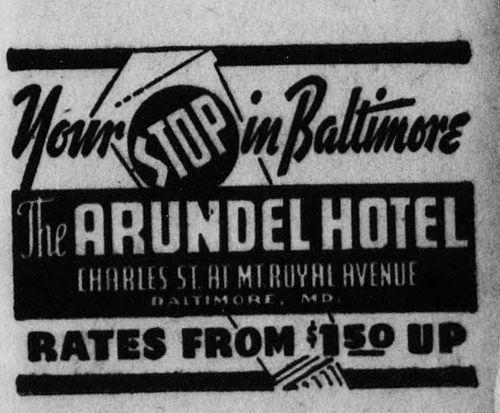 Your STOP in Baltimore
The ARUNDEL HOTEL
CHARLES ST. AT MT. ROYAL AVENUE
BALTIMORE, MD.
RATES FROM $1.50 UP